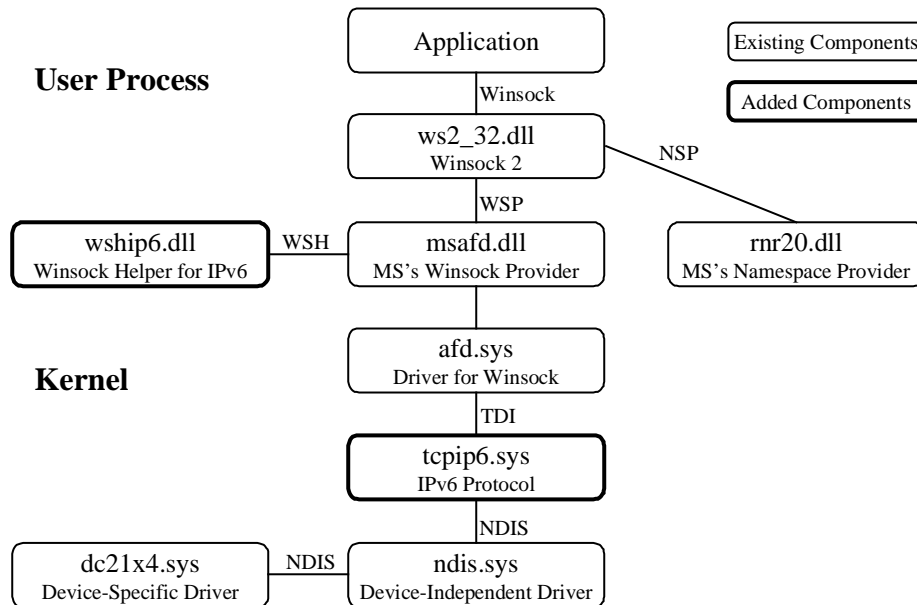 Application
Existing Components
User Process
Winsock
Added Components
ws2_32.dll
Winsock 2
NSP
WSP
wship6.dll
Winsock Helper for IPv6
WSH
msafd.dll
MS's Winsock Provider
rnr20.dll
MS's Namespace Provider
afd.sys
Driver for Winsock
Kernel
TDI
tcpip6.sys
IPv6 Protocol
NDIS
dc21x4.sys
Device-Specific Driver
NDIS
ndis.sys
Device-Independent Driver